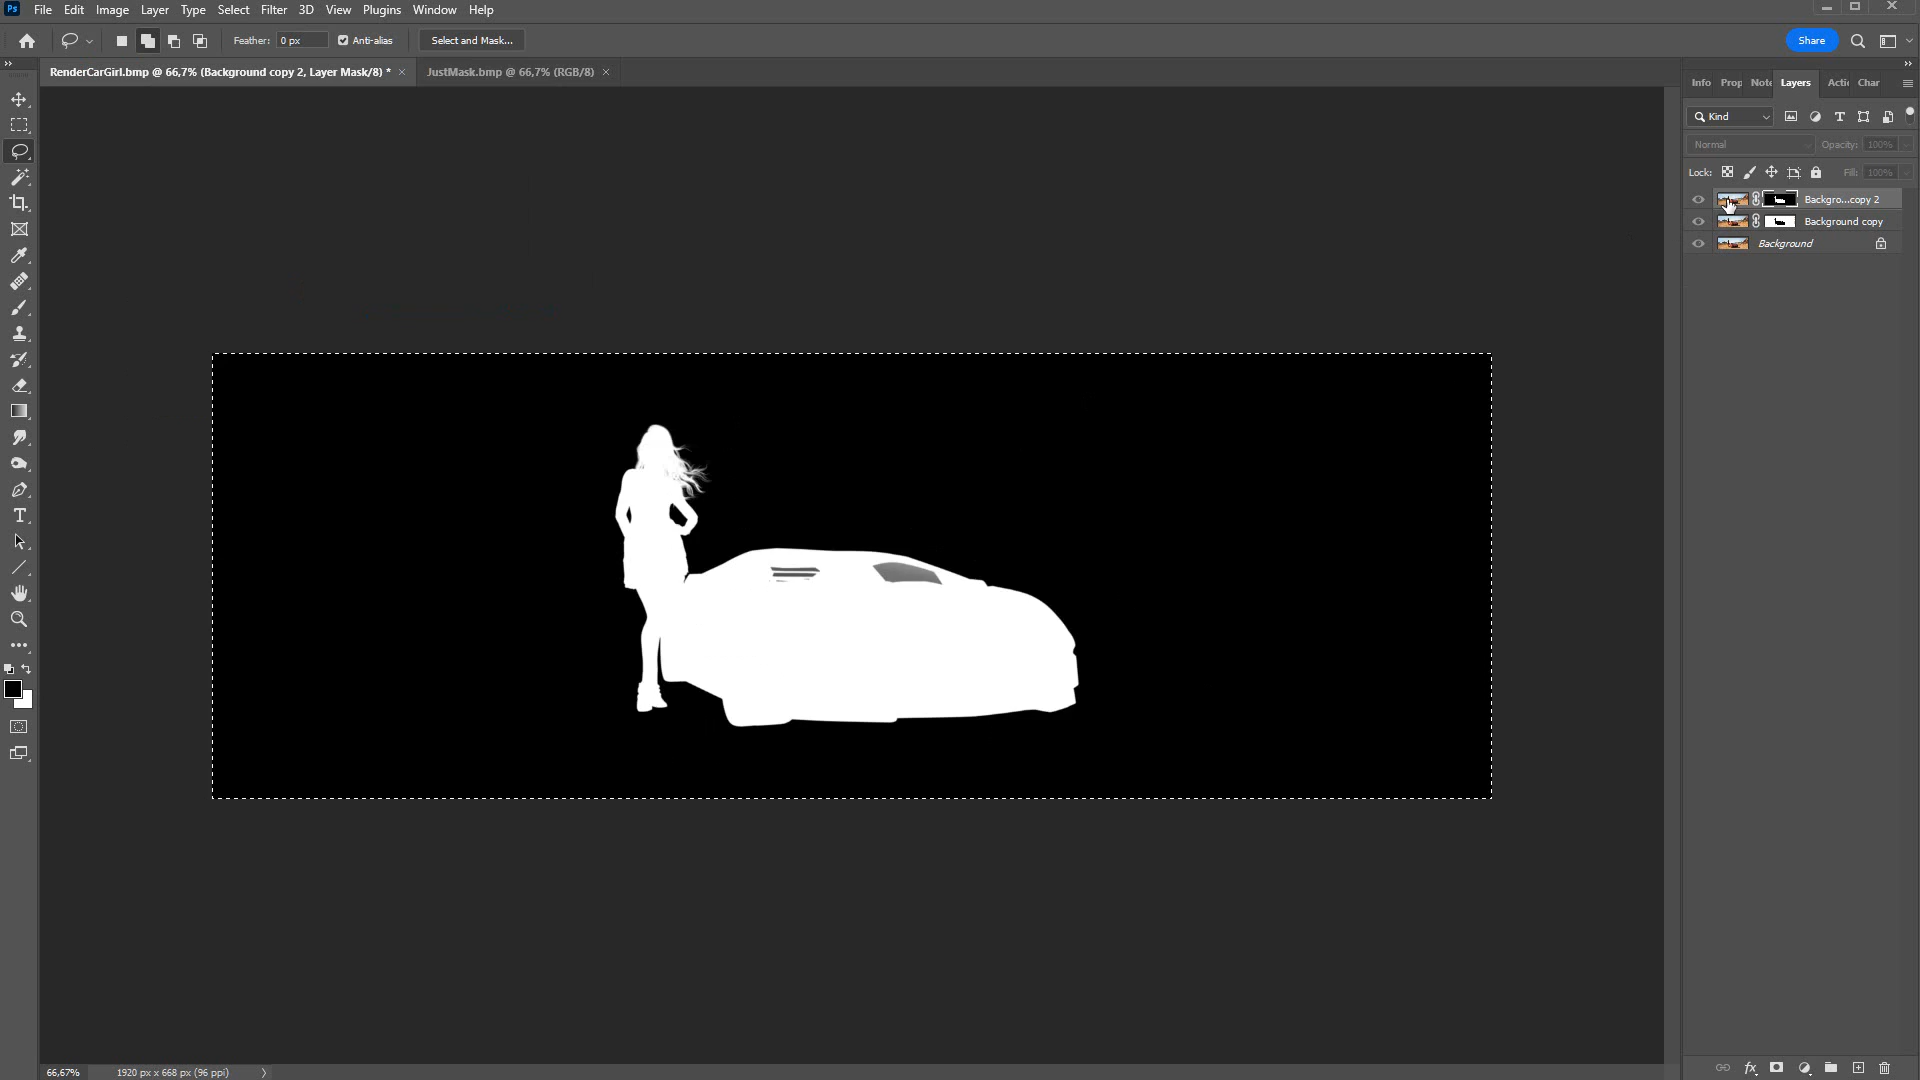 Ps File Edit Image Layer Type Select Filter 3D View Plugins Window Help
Feather: 0 px Anti-alias Select and Mask... Share
RenderCarGirl.bmp @ 66,7% (Background copy 2, Layer Mask/8) * × JustMask.bmp @ 66,7% (RGB/8) ×
Info Prop Note Layers Acti Char
Kind
Normal Opacity: 100%
Lock: Fill: 100%
Backgro...copy 2
Background copy
Background
66,67% 1920 px x 668 px (96 ppi)